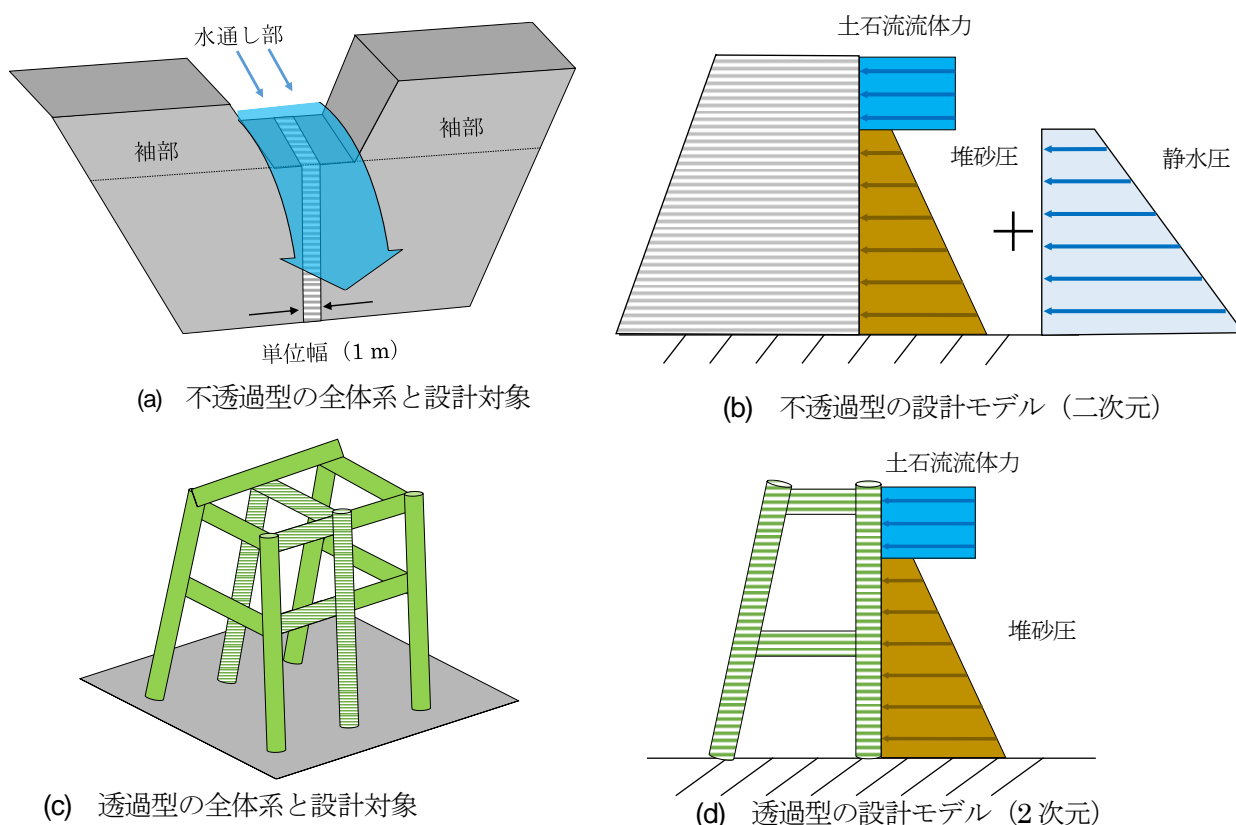 水通し部
袖部
袖部
単位幅（1 m）
(a) 不透過型の全体系と設計対象
土石流流体力
堆砂圧
静水圧
(b) 不透過型の設計モデル（二次元）
(c) 透過型の全体系と設計対象
土石流流体力
堆砂圧
(d) 透過型の設計モデル（2 次元）